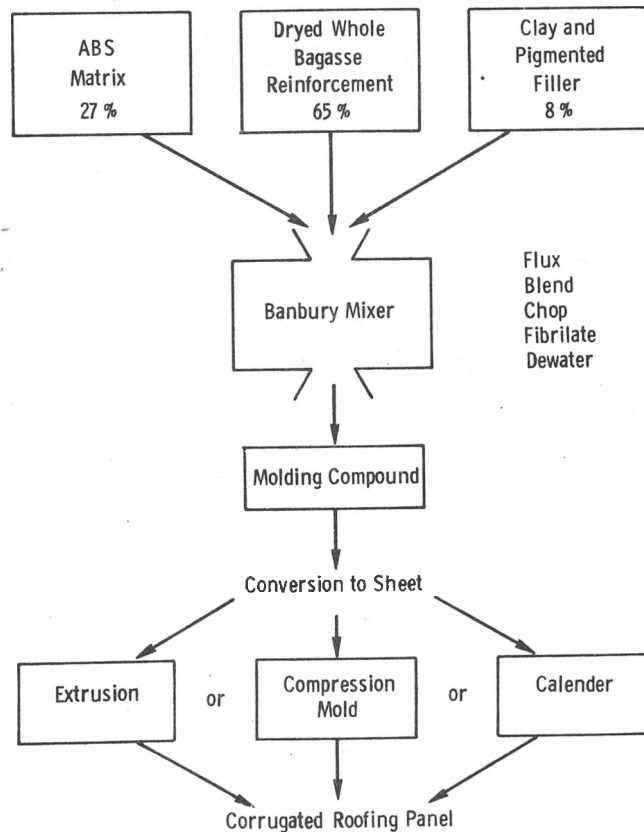 ABS
Matrix
27 %
Dryed Whole
Bagasse
Reinforcement
65 %
Clay and
Pigmented
Filler
8 %
Banbury Mixer
Flux
Blend
Chop
Fibrilate
Dewater
Molding Compound
Conversion to Sheet
Extrusion
or
Compression
Mold
or
Calender
Corrugated Roofing Panel